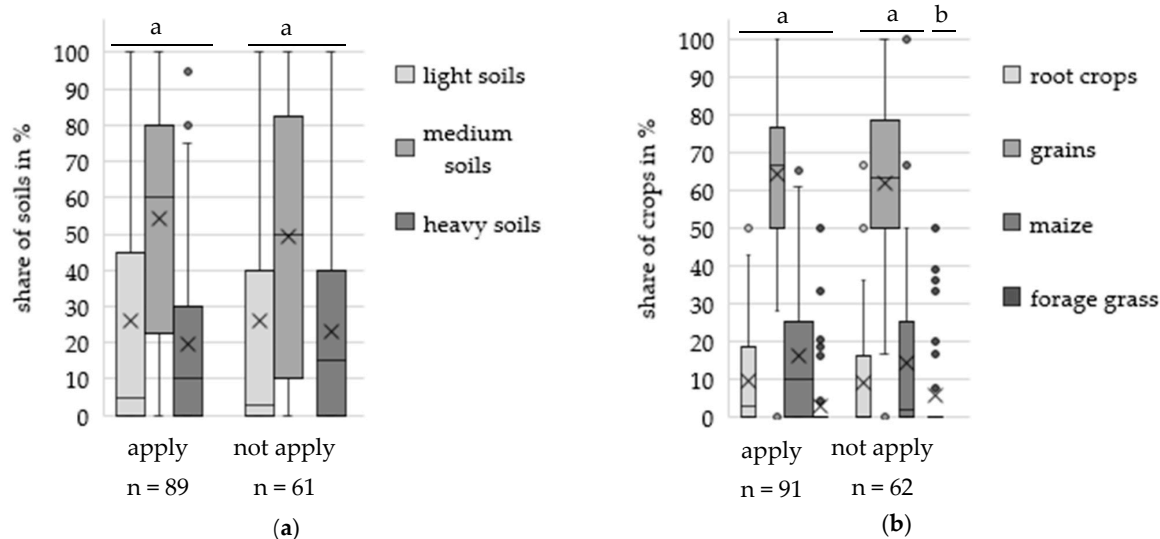 a
a
100
90
80
70
60
50
40
30
20
10
0
share of soils in %
light soils
medium
soils
heavy soils
apply
not apply
n = 89
n = 61
(a)
a
a
b
100
90
80
70
60
50
40
30
20
10
0
share of crops in %
root crops
grains
maize
forage grass
apply
not apply
n = 91
n = 62
(b)